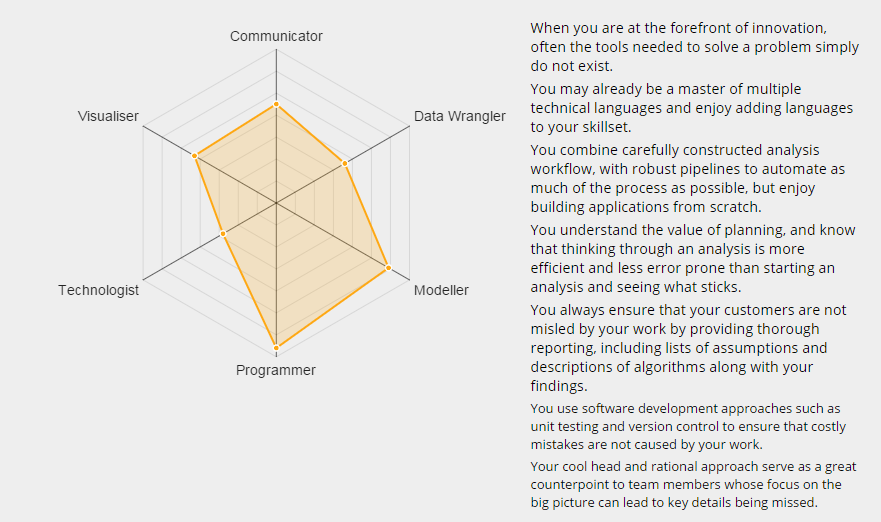 Communicator
Visualiser
Data Wrangler
Technologist
Modeller
Programmer
When you are at the forefront of innovation,
often the tools needed to solve a problem simply
do not exist.
You may already be a master of multiple
technical languages and enjoy adding languages
to your skillset.
You combine carefully constructed analysis
workflow, with robust pipelines to automate as
much of the process as possible, but enjoy
building applications from scratch.
You understand the value of planning, and know
that thinking through an analysis is more
efficient and less error prone than starting an
analysis and seeing what sticks.
You always ensure that your customers are not
misled by your work by providing thorough
reporting, including lists of assumptions and
descriptions of algorithms along with your
findings.
You use software development approaches such as
unit testing and version control to ensure that costly
mistakes are not caused by your work.
Your cool head and rational approach serve as a great
counterpoint to team members whose focus on the
big picture can lead to key details being missed.